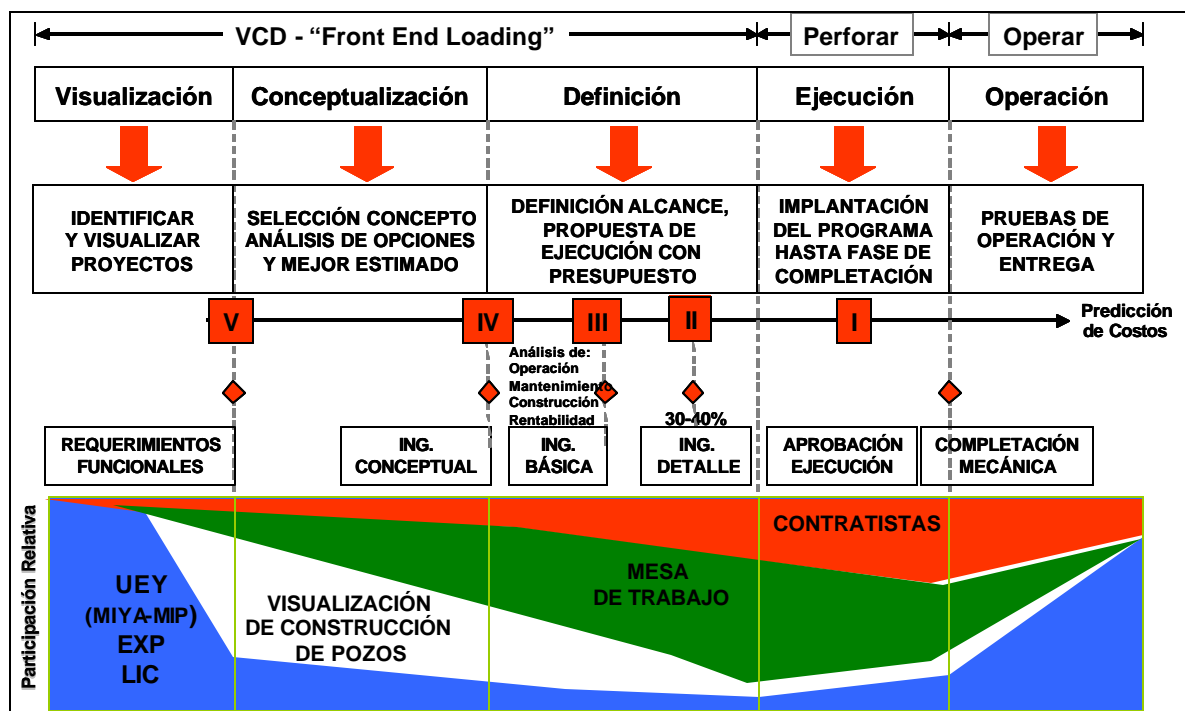 VCD - “Front End Loading”
Perforar
Operar
Visualización
Conceptualización
Definición
Ejecución
Operación
IDENTIFICAR
Y VISUALIZAR
PROYECTOS
SELECCIÓN CONCEPTO
ANÁLISIS DE OPCIONES
Y MEJOR ESTIMADO
DEFINICIÓN ALCANCE,
PROPUESTA DE
EJECUCIÓN CON
PRESUPUESTO
IMPLANTACIÓN
DEL PROGRAMA
HASTA FASE DE
COMPLETACIÓN
PRUEBAS DE
OPERACIÓN Y
ENTREGA
V
IV
III
II
I
Predicción
de Costos
Análisis de:
Operación
Mantenimiento
Construcción
Rentabilidad
30-40%
REQUERIMIENTOS
FUNCIONALES
ING.
CONCEPTUAL
ING.
BÁSICA
ING.
DETALLE
APROBACIÓN
EJECUCIÓN
COMPLETACIÓN
MECÁNICA
Participación Relativa
UEY
(MIYA-MIP)
EXP
LIC
VISUALIZACIÓN
DE CONSTRUCCIÓN
DE POZOS
MESA
DE TRABAJO
CONTRATISTAS